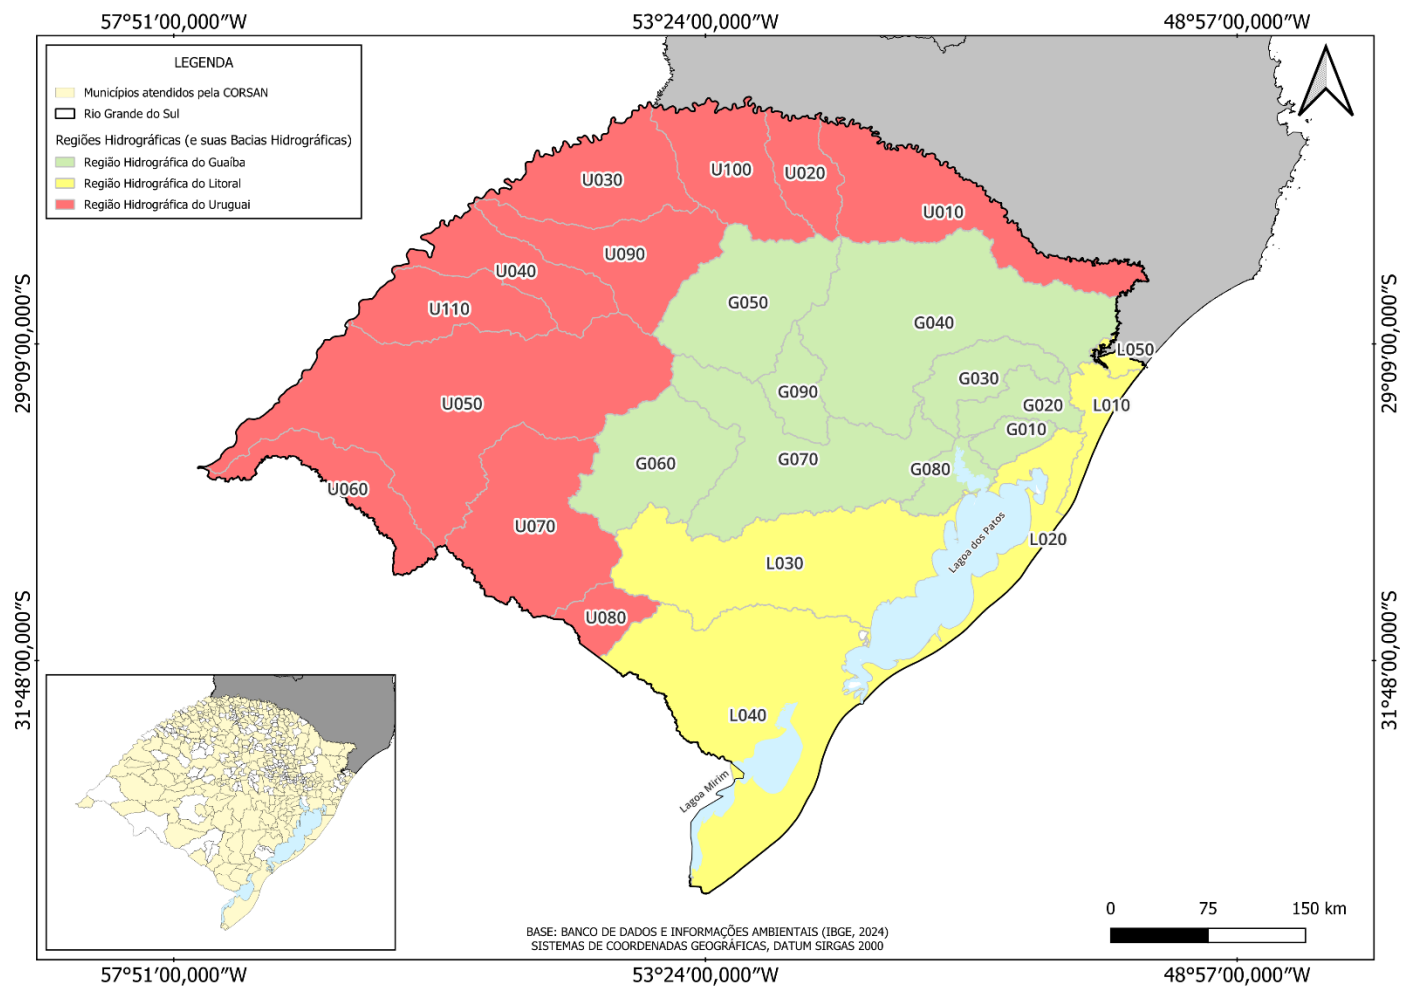 57°51′00,000″W
53°24′00,000″W
48°57′00,000″W
LEGENDA
Municípios atendidos pela CORSAN
Rio Grande do Sul
Regiões Hidrográficas (e suas Bacias Hidrográficas)
Região Hidrográfica do Guaíba
Região Hidrográfica do Litoral
Região Hidrográfica do Uruguai
U030
U100
U020
U010
U090
U040
U110
G050
G040
29°09′00,000″S
29°09′00,000″S
L050
G030
G090
U050
G020
L010
G010
G060
G070
G080
U060
U070
Lagoa dos Patos
L020
L030
U080
31°48′00,000″S
31°48′00,000″S
L040
Lagoa Mirim
0 75 150 km
BASE: BANCO DE DADOS E INFORMAÇÕES AMBIENTAIS (IBGE, 2024)
SISTEMAS DE COORDENADAS GEOGRÁFICAS, DATUM SIRGAS 2000
57°51′00,000″W
53°24′00,000″W
48°57′00,000″W